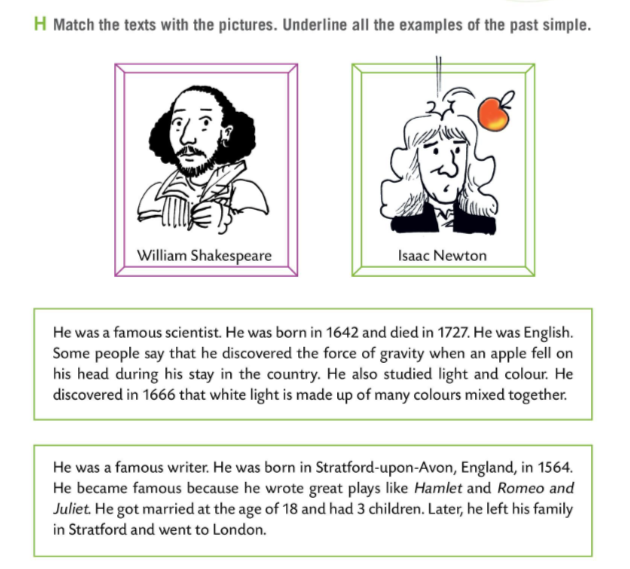 H Match the texts with the pictures. Underline all the examples of the past simple.
William Shakespeare
Isaac Newton
He was a famous scientist. He was born in 1642 and died in 1727. He was English.
Some people say that he discovered the force of gravity when an apple fell on
his head during his stay in the country. He also studied light and colour. He
discovered in 1666 that white light is made up of many colours mixed together.
He was a famous writer. He was born in Stratford-upon-Avon, England, in 1564.
He became famous because he wrote great plays like Hamlet and Romeo and
Juliet. He got married at the age of 18 and had 3 children. Later, he left his family
in Stratford and went to London.